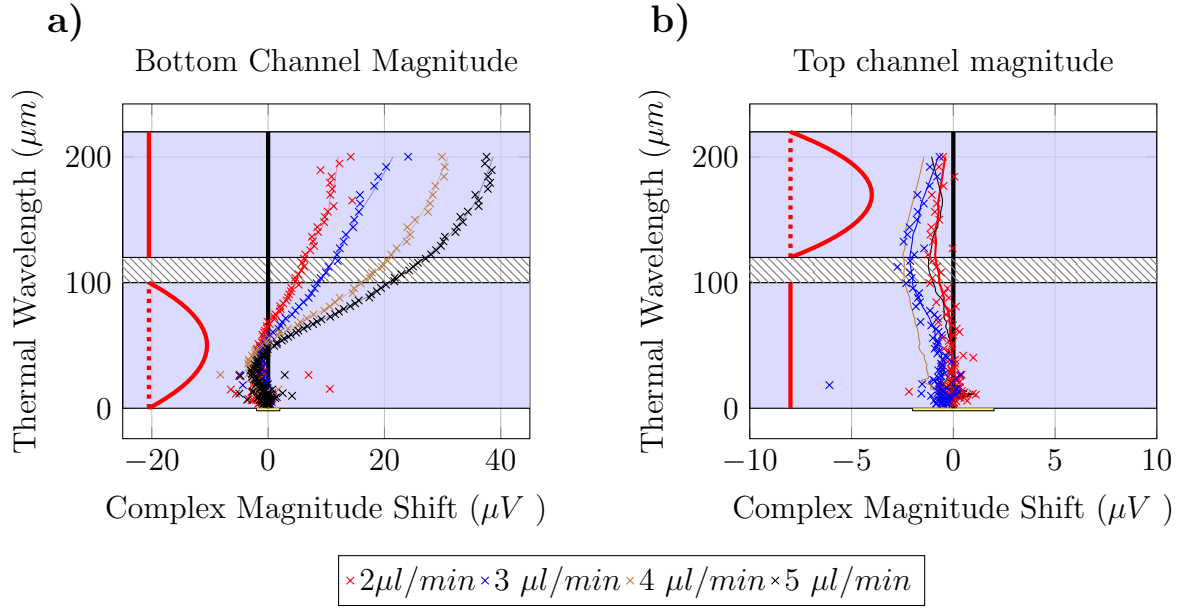 a)
Bottom Channel Magnitude
Thermal Wavelength (μm)
200
100
0
−20
0
20
40
Complex Magnitude Shift (μV )
b)
Top channel magnitude
Thermal Wavelength (μm)
200
100
0
−10
−5
0
5
10
Complex Magnitude Shift (μV )
2μl/min 3 μl/min 4 μl/min 5 μl/min